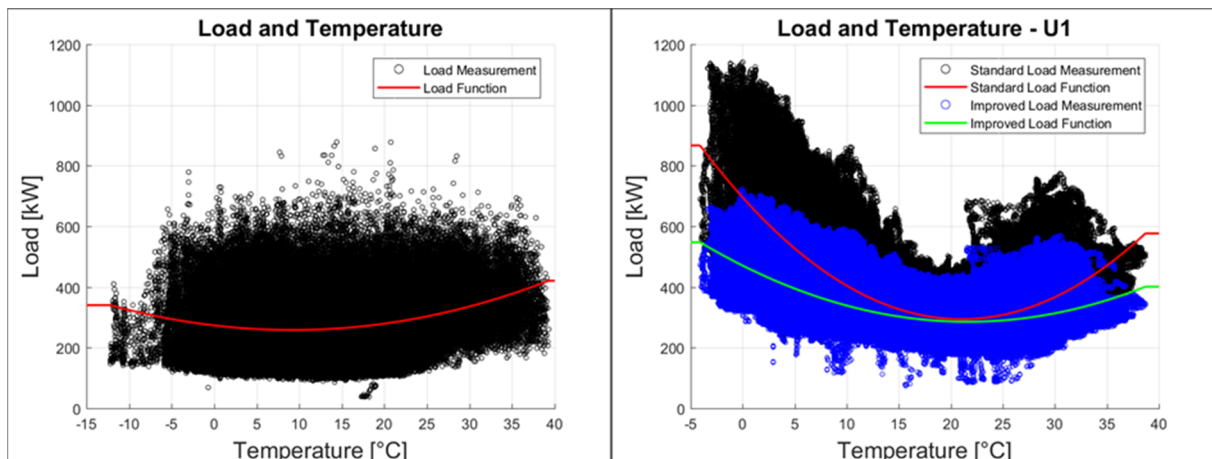 Load and Temperature
Load [kW]
1200
1000
800
600
400
200
0
Load Measurement
Load Function
-15 -10 -5 0 5 10 15 20 25 30 35 40
Temperature [°C]
Load and Temperature - U1
Load [kW]
1200
1000
800
600
400
200
0
Standard Load Measurement
Standard Load Function
Improved Load Measurement
Improved Load Function
-5 0 5 10 15 20 25 30 35 40
Temperature [°C]